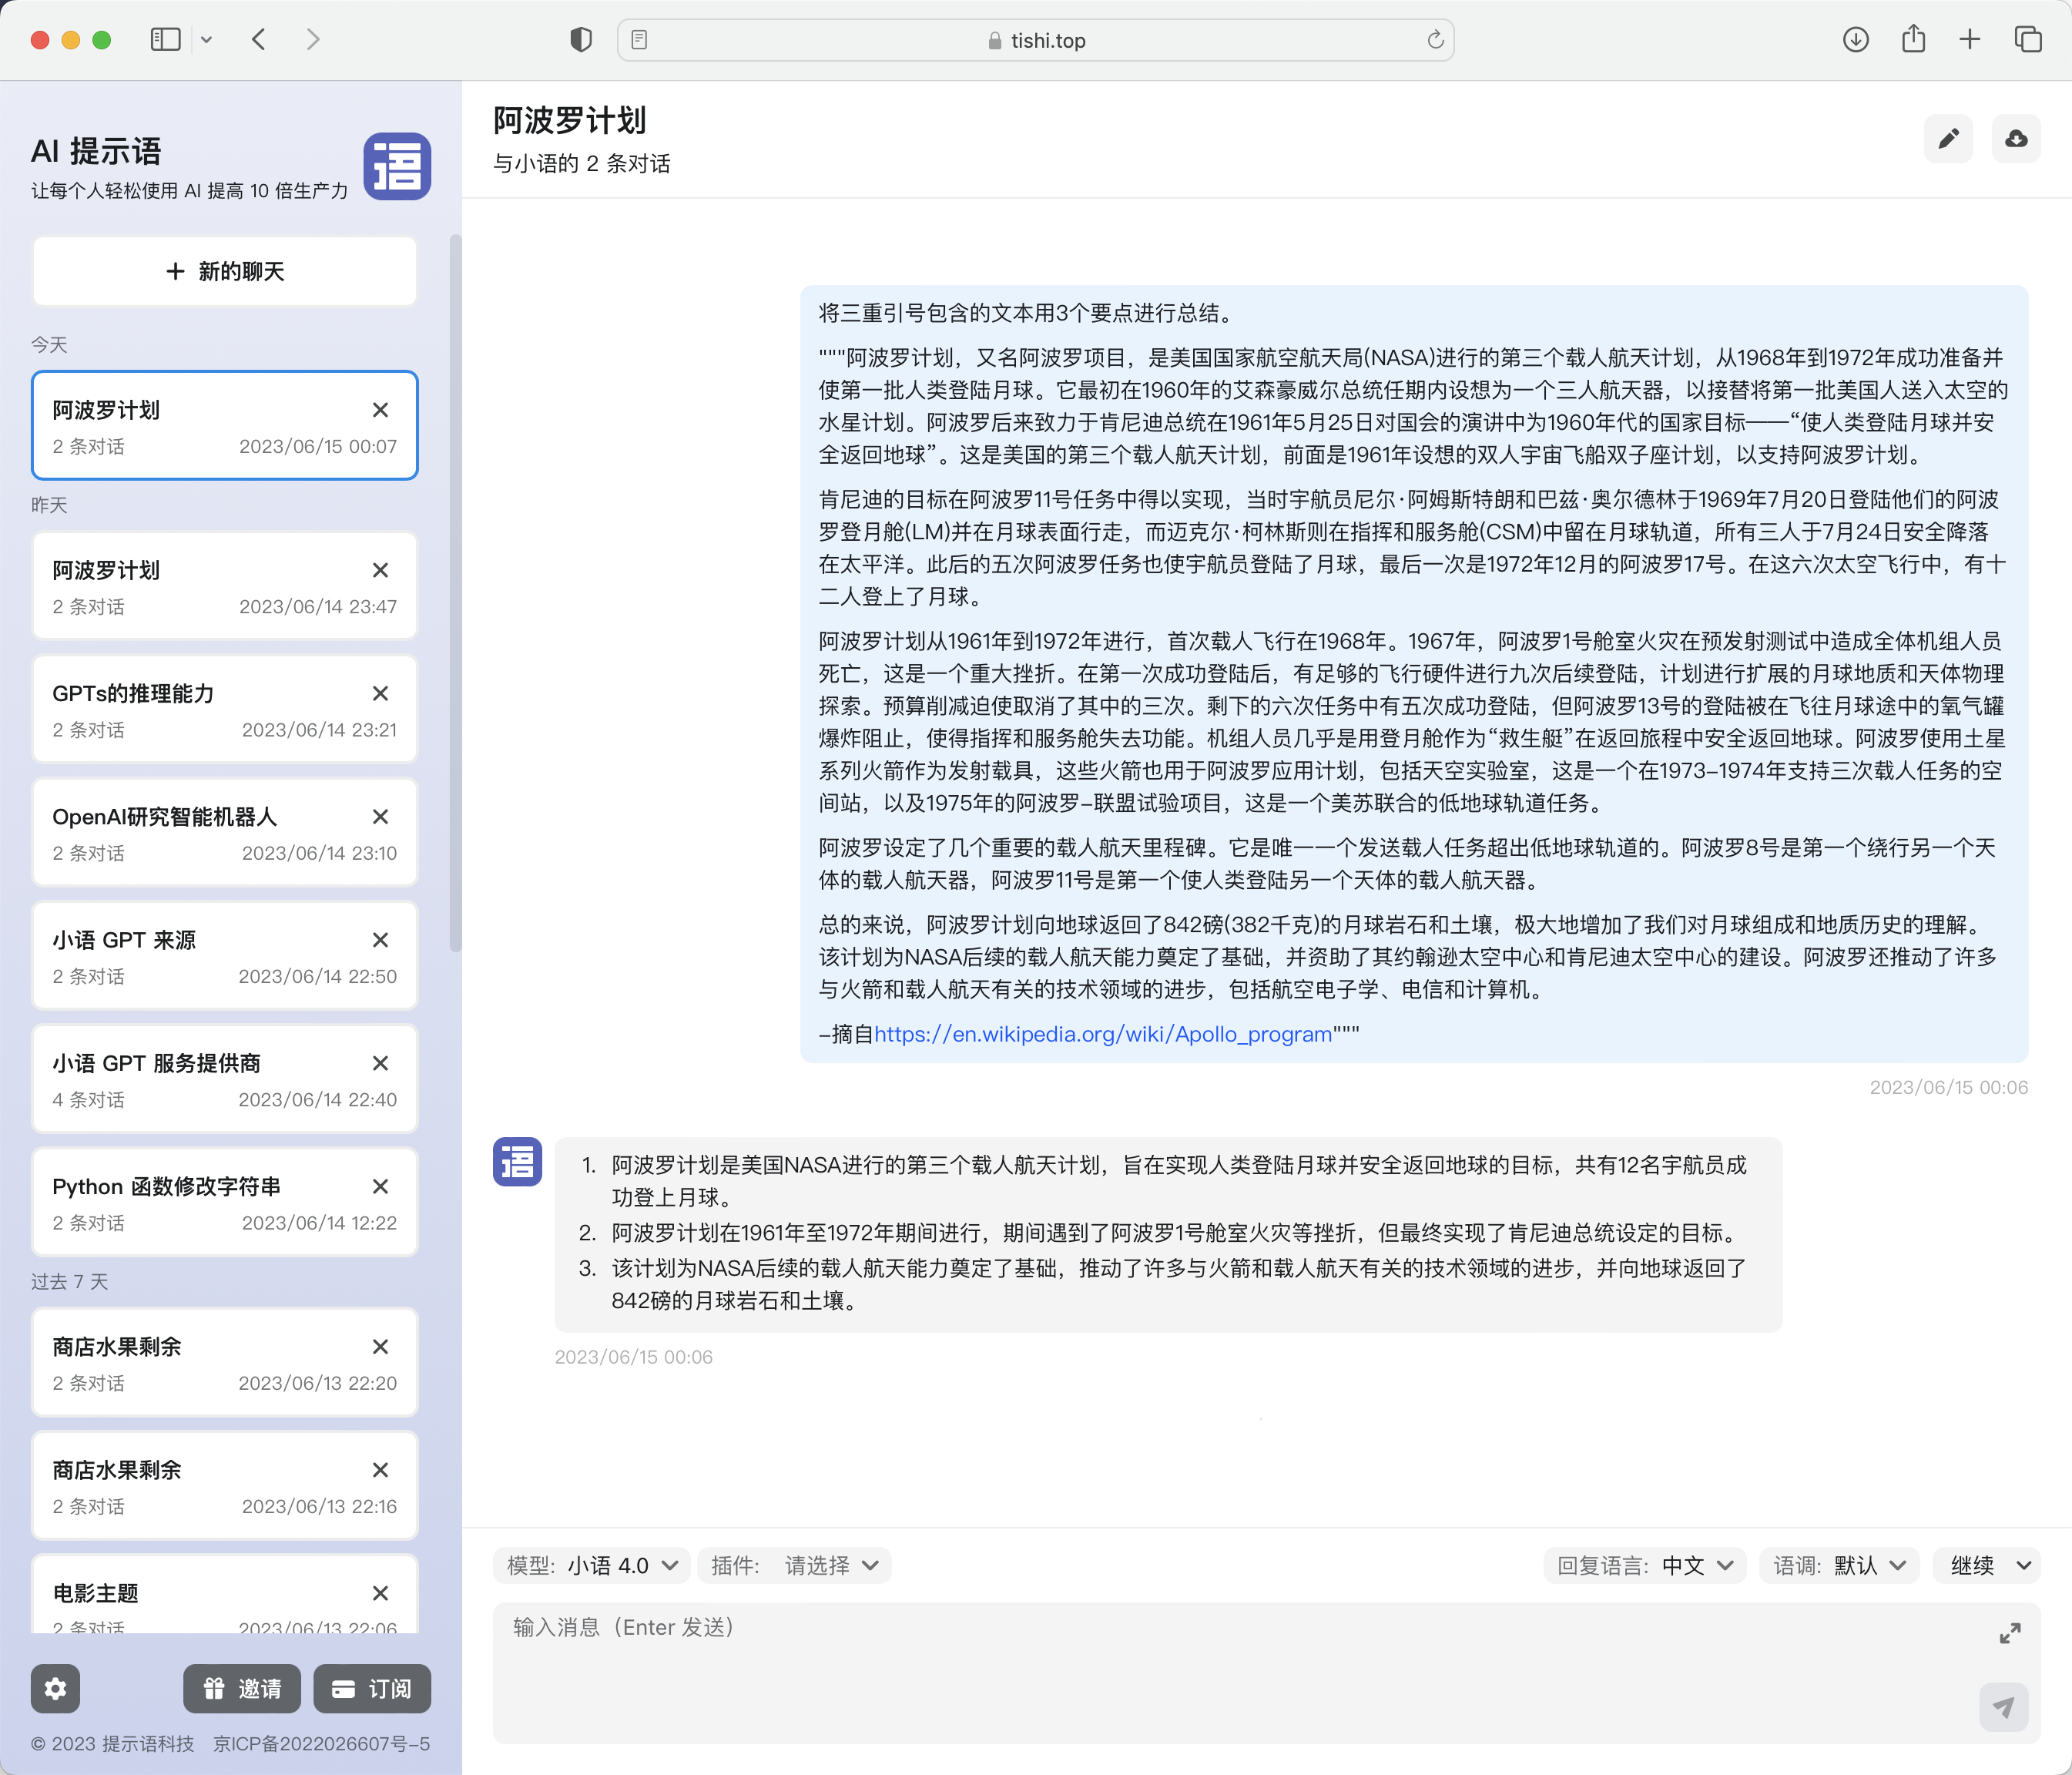 tishi.top
AI 提示语
让每个人轻松使用 AI 提高 10 倍生产力
语
+ 新的聊天
今天
阿波罗计划
2 条对话 2023/06/15 00:07
昨天
阿波罗计划
2 条对话 2023/06/14 23:47
GPTs的推理能力
2 条对话 2023/06/14 23:21
OpenAI研究智能机器人
2 条对话 2023/06/14 23:10
小语 GPT 来源
2 条对话 2023/06/14 22:50
小语 GPT 服务提供商
4 条对话 2023/06/14 22:40
Python 函数修改字符串
2 条对话 2023/06/14 12:22
过去 7 天
商店水果剩余
2 条对话 2023/06/13 22:20
商店水果剩余
2 条对话 2023/06/13 22:16
电影主题
2 条对话 2023/06/13 22:06
邀请 订阅
© 2023 提示语科技 京ICP备2022026607号-5
阿波罗计划
与小语的 2 条对话
将三重引号包含的文本用3个要点进行总结。
"""阿波罗计划，又名阿波罗项目，是美国国家航空航天局(NASA)进行的第三个载人航天计划，从1968年到1972年成功准备并
使第一批人类登陆月球。它最初在1960年的艾森豪威尔总统任期内设想为一个三人航天器，以接替将第一批美国人送入太空的
水星计划。阿波罗后来致力于肯尼迪总统在1961年5月25日对国会的演讲中为1960年代的国家目标——“使人类登陆月球并安
全返回地球”。这是美国的第三个载人航天计划，前面是1961年设想的双人宇宙飞船双子座计划，以支持阿波罗计划。
肯尼迪的目标在阿波罗11号任务中得以实现，当时宇航员尼尔·阿姆斯特朗和巴兹·奥尔德林于1969年7月20日登陆他们的阿波
罗登月舱(LM)并在月球表面行走，而迈克尔·柯林斯则在指挥和服务舱(CSM)中留在月球轨道，所有三人于7月24日安全降落
在太平洋。此后的五次阿波罗任务也使宇航员登陆了月球，最后一次是1972年12月的阿波罗17号。在这六次太空飞行中，有十
二人登上了月球。
阿波罗计划从1961年到1972年进行，首次载人飞行在1968年。1967年，阿波罗1号舱室火灾在预发射测试中造成全体机组人员
死亡，这是一个重大挫折。在第一次成功登陆后，有足够的飞行硬件进行九次后续登陆，计划进行扩展的月球地质和天体物理
探索。预算削减迫使取消了其中的三次。剩下的六次任务中有五次成功登陆，但阿波罗13号的登陆被在飞往月球途中的氧气罐
爆炸阻止，使得指挥和服务舱失去功能。机组人员几乎是用登月舱作为“救生艇”在返回旅程中安全返回地球。阿波罗使用土星
系列火箭作为发射载具，这些火箭也用于阿波罗应用计划，包括天空实验室，这是一个在1973-1974年支持三次载人任务的空
间站，以及1975年的阿波罗-联盟试验项目，这是一个美苏联合的低地球轨道任务。
阿波罗设定了几个重要的载人航天里程碑。它是唯一一个发送载人任务超出低地球轨道的。阿波罗8号是第一个绕行另一个天
体的载人航天器，阿波罗11号是第一个使人类登陆另一个天体的载人航天器。
总的来说，阿波罗计划向地球返回了842磅(382千克)的月球岩石和土壤，极大地增加了我们对月球组成和地质历史的理解。
该计划为NASA后续的载人航天能力奠定了基础，并资助了其约翰逊太空中心和肯尼迪太空中心的建设。阿波罗还推动了许多
与火箭和载人航天有关的技术领域的进步，包括航空电子学、电信和计算机。
-摘自https://en.wikipedia.org/wiki/Apollo_program"""
2023/06/15 00:06
语
1. 阿波罗计划是美国NASA进行的第三个载人航天计划，旨在实现人类登陆月球并安全返回地球的目标，共有12名宇航员成
功登上月球。
2. 阿波罗计划在1961年至1972年期间进行，期间遇到了阿波罗1号舱室火灾等挫折，但最终实现了肯尼迪总统设定的目标。
3. 该计划为NASA后续的载人航天能力奠定了基础，推动了许多与火箭和载人航天有关的技术领域的进步，并向地球返回了
842磅的月球岩石和土壤。
2023/06/15 00:06
模型: 小语 4.0 插件: 请选择 回复语言: 中文 语调: 默认 继续
输入消息（Enter 发送）